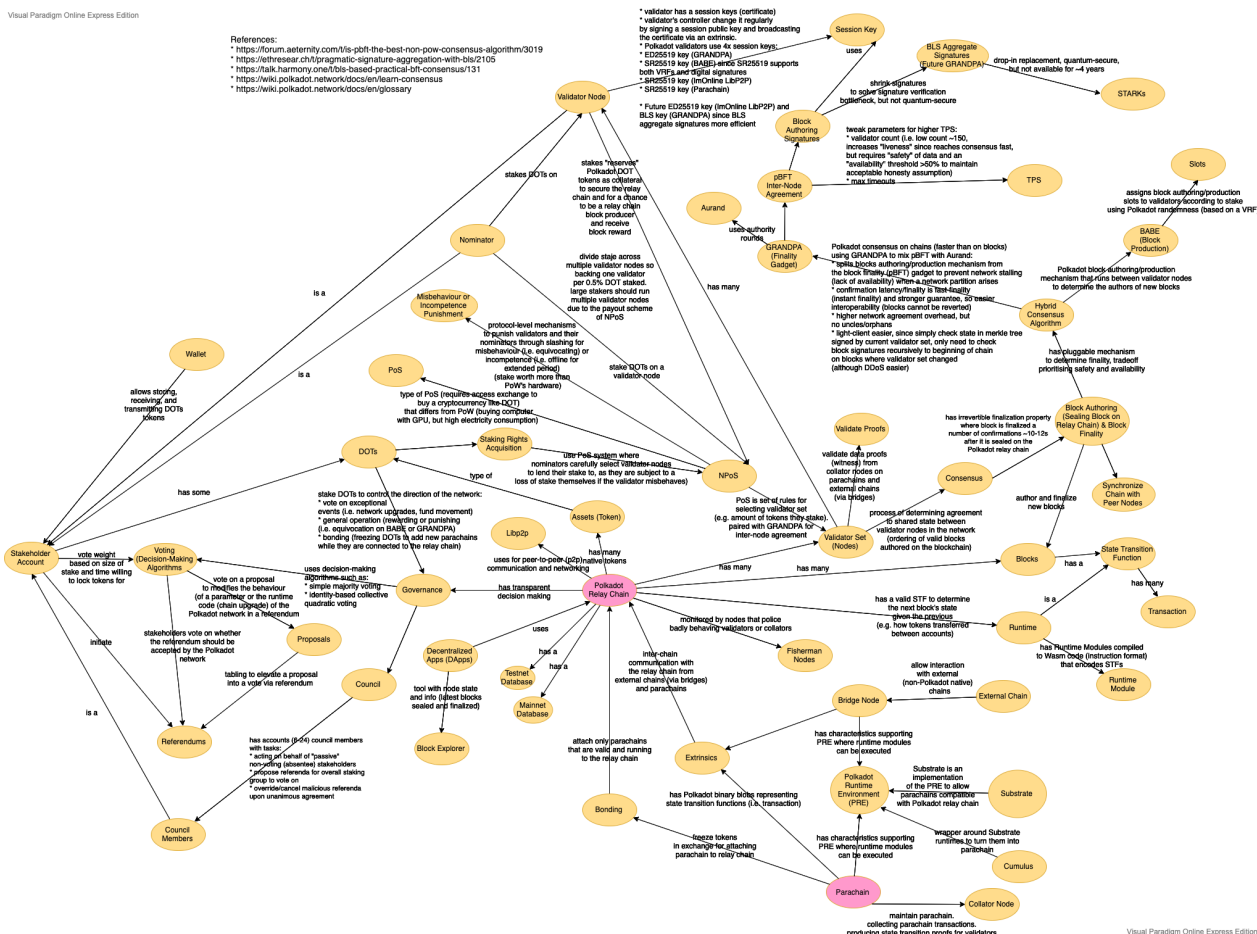 Visual Paradigm Online Express Edition
References:
* https://forum.aeternity.com/t/is-pbft-the-best-non-pow-consensus-algorithm/3019
* https://ethresear.ch/t/pragmatic-signature-aggregation-with-bls/2105
* https://talk.harmony.one/t/bls-based-practical-bft-consensus/131
* https://wiki.polkadot.network/docs/en/learn-consensus
* https://wiki.polkadot.network/docs/en/glossary
* validator has a session keys (certificate)
* validator's controller change it regularly
by signing a session public key and broadcasting
the certificate via an extrinsic.
* Polkadot validators use 4x session keys:
* ED25519 key (GRANDPA)
* SR25519 key (BABE) since SR25519 supports
both VRFs and digital signatures
* SR25519 key (ImOnline LibP2P)
* SR25519 key (Parachain)
* Future ED25519 key (ImOnline LibP2P) and
BLS key (GRANDPA) since BLS
aggregate signatures more efficient
Session Key
uses
BLS Aggregate
Signatures
(Future GRANDPA)
drop-in replacement, quantum-secure,
but not available for ~4 years
STARKs
shrink signatures
to solve signature verification
bottleneck, but not quantum-secure
Validator Node
Block
Authoring
Signatures
tweak parameters for higher TPS:
* validator count (i.e. low count ~150,
increases "liveness" since reaches consensus fast,
but requires "safety" of data and an
"availability" threshold >50% to maintain
acceptable honesty assumption)
* max timeouts
TPS
pBFT
Inter-Node
Agreement
Slots
assigns block authoring/production
slots to validators according to stake
using Polkadot randomness (based on a VRF
Aurand
uses authority
rounds
GRANDPA
(Finality
Gadget)
BABE
(Block
Production)
stakes "reserves"
Polkadot DOT
tokens as collateral
to secure the relay
chain and for a chance
to be a relay chain
block producer
and receive
block reward
stakes DOTs on
Nominator
Polkadot consensus on chains (faster than on blocks)
using GRANDPA to mix pBFT with Aurand:
* splits blocks authoring/production mechanism from
the block finality (pBFT) gadget to prevent network stalling
(lack of availability) when a network partition arises
* confirmation latency/finality is fast-finality
(instant finality) and stronger guarantee, so easier
interoperability (blocks cannot be reverted)
* higher network agreement overhead, but
no uncles/orphans
* light-client easier, since simply check state in merkle tree
signed by current validator set, only need to check
block signatures recursively to beginning of chain
on blocks where validator set changed
(although DDoS easier)
Polkadot block authoring/production
mechanism that runs between validator nodes
to determine the authors of new blocks
Hybrid
Consensus
Algorithm
divide stage across
multiple validator nodes so
backing one validator
per 0.5% DOT staked.
large stakers should run
multiple validator nodes
due to the payout scheme
of NPoS
has many
is a
Misbehaviour or
Incompetence
Punishment
protocol-level mechanisms
to punish validators and their
nominators through slashing for
misbehaviour (i.e. equivocating) or
incompetence (i.e. offline for
extended period)
(stake worth more than
PoW's hardware)
Wallet
is a
PoS
stake DOTs on a
validator node
has pluggable mechanism
to determine finality, tradeoff
prioritising safety and availability
allows storing,
receiving, and
transmitting DOTs
tokens
type of PoS (requires access exchange to
buy a cryptocurrency like DOT)
that differs from PoW (buying computer
with GPU, but high electricity consumption)
Block Authoring
(Sealing Block on
Relay Chain) & Block
Finality
has irrevertible finalization property
where block is finalized a
number of confirmations ~10-12s
after it is sealed on the
Polkadot relay chain
Validate Proofs
validate data proofs
(witness) from
collator nodes on
parachains and
external chains
(via bridges)
DOTs
Staking Rights
Acquisition
use PoS system where
nominators carefully select validator nodes
to lend their stake to, as they are subject to a
loss of stake themselves if the validator misbehaves
NPoS
Consensus
Synchronize
Chain with
Peer Nodes
has some
type of
PoS is set of rules for
selecting validator set
(e.g. amount of tokens they stake).
paired with GRANDPA for
inter-node agreement
author and finalize
new blocks
stake DOTs to control the direction of the network:
* vote on exceptional
events (i.e. network upgrades, fund movement)
* general operation (rewarding or punishing
(i.e. equivocation on BABE or GRANDPA)
* bonding (freezing DOTs to add new parachains
while they are connected to the relay chain)
Assets (Token)
Libp2p
process of determining agreement
to shared state between
validator nodes in the network
(ordering of valid blocks
authored on the blockchain)
Validator Set
(Nodes)
Stakeholder
Account
vote weight
based on size of
stake and time willing
to lock tokens for
Voting
(Decision-Making
Algorithms)
uses for peer-to-peer (p2p)
communication and networking
has many
native tokens
has many
has many
Blocks
has a
State Transition
Function
uses decision-making
algorithms such as:
* simple majority voting
* identity-based collective
quadratic voting
Governance
has transparent
decision making
Polkadot
Relay Chain
has many
Transaction
vote on a proposal
to modifies the behaviour
(of a parameter or the runtime
code (chain upgrade) of the
Polkadot network in a referendum
has a valid STF to determine
the next block's state
given the previous
(e.g. how tokens transferred
between accounts)
is a
Runtime
initiate
stakeholders vote on whether
the referendum should be
accepted by the Polkadot
network
Proposals
uses
Decentralized
Apps (DApps)
has a
has a
monitored by nodes that police
badly behaving validators or collators
Fisherman
Nodes
has Runtime Modules compiled
to Wasm code (instruction format)
that encodes STFs
Runtime
Module
tabling to elevate a proposal
into a vote via referendum
Council
tool with node state
and info (latest blocks
sealed and finalized)
Testnet
Database
Mainnet
Database
inter-chain
communication with
the relay chain from
external chains (via bridges)
and parachains
allow interaction
with external
(non-Polkadot native)
chains
Bridge Node
External Chain
is a
Referendums
Block Explorer
has accounts (6-24) council members
with tasks:
* acting on behalf of "passive"
non-voting (absentee) stakeholders
* propose referenda for overall staking
group to vote on
* override/cancel malicious referenda
upon unanimous agreement
attach only parachains
that are valid and running
to the relay chain
Extrinsics
has characteristics supporting
PRE where runtime modules
can be executed
Polkadot
Runtime
Environment
(PRE)
Substrate is an
implementation
of the PRE to allow
parachains compatible
with Polkadot relay chain
Substrate
has Polkadot binary blobs representing
state transition functions (i.e. transaction)
Bonding
Council
Members
freeze tokens
in exchange for attaching
parachain to relay chain
has characteristics supporting
PRE where runtime modules
can be executed
wrapper around Substrate
runtimes to turn them into
parachain
Cumulus
Parachain
Collator Node
maintain parachain.
collecting parachain transactions.
producing state transition proofs for validators
Visual Paradigm Online Express Edition